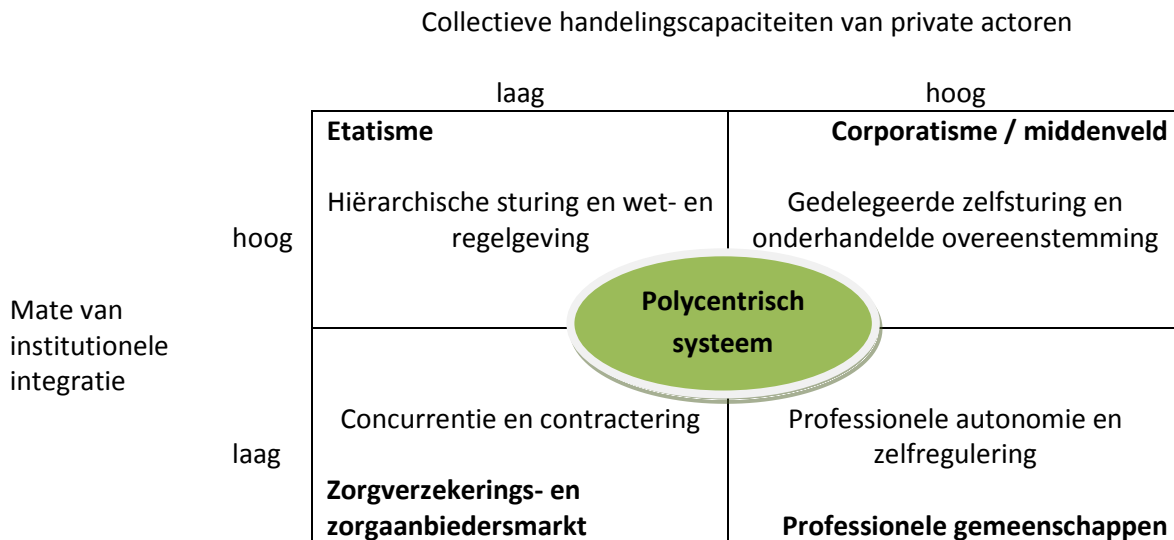 Collectieve handelingscapaciteiten van private actoren
laag
hoog
Etatisme
Corporatisme / middenveld
Hiërarchische sturing en wet- en
regelgeving
Gedelegeerde zelfsturing en
onderhandelde overeenstemming
hoog
Polycentrisch
systeem
Mate van
institutionele
integratie
Concurrentie en contractering
Professionele autonomie en
zelfregulering
laag
Zorgverzekerings- en
zorgaanbiedersmarkt
Professionele gemeenschappen